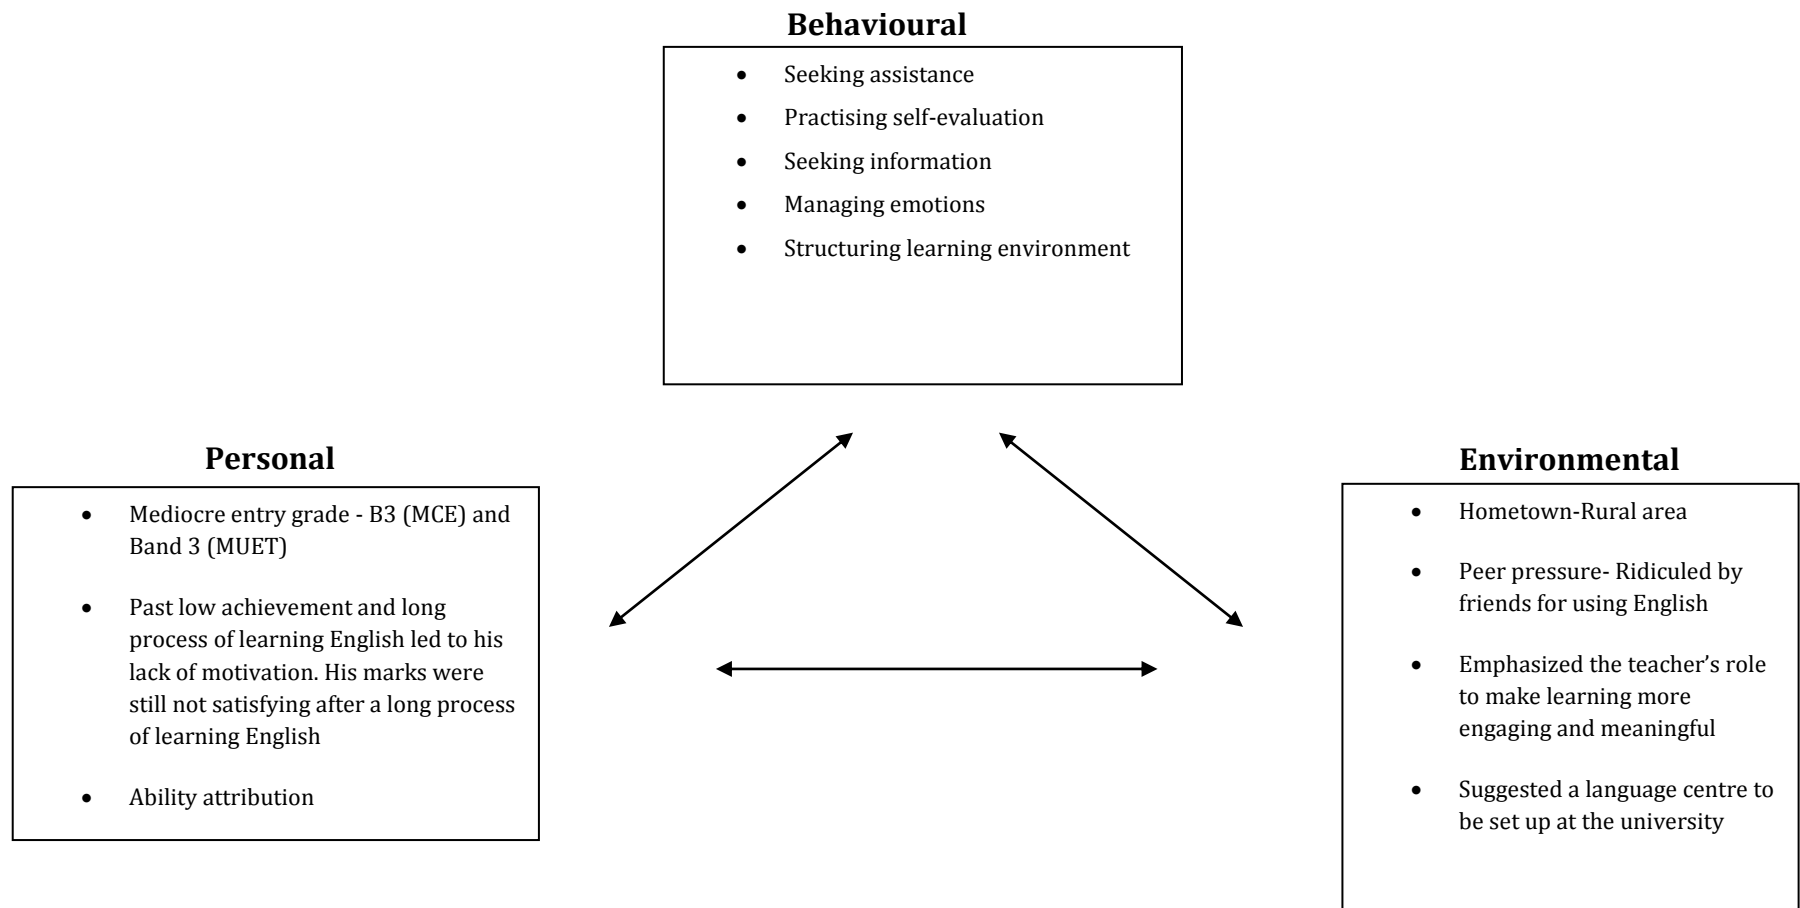 Behavioural
• Seeking assistance
• Practising self-evaluation
• Seeking information
• Managing emotions
• Structuring learning environment
Personal
• Mediocre entry grade - B3 (MCE) and
Band 3 (MUET)
• Past low achievement and long
process of learning English led to his
lack of motivation. His marks were
still not satisfying after a long process
of learning English
• Ability attribution
Environmental
• Hometown-Rural area
• Peer pressure- Ridiculed by
friends for using English
• Emphasized the teacher’s role
to make learning more
engaging and meaningful
• Suggested a language centre to
be set up at the university